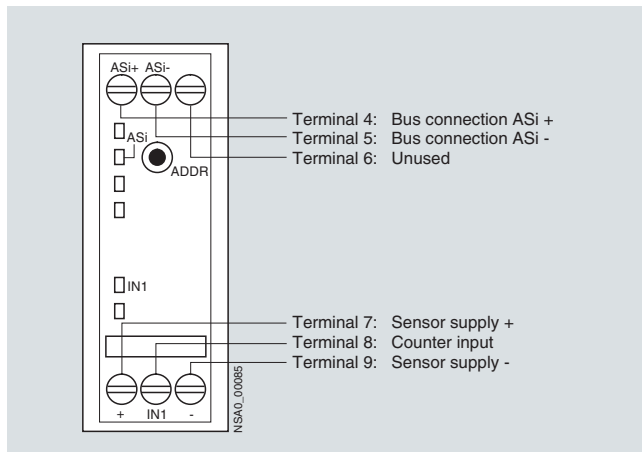 ASi+ ASi-
Terminal 4: Bus connection ASi +
Terminal 5: Bus connection ASi -
Terminal 6: Unused
ASi
ADDR
IN1
Terminal 7: Sensor supply +
Terminal 8: Counter input
Terminal 9: Sensor supply -
+ IN1 -
NSA0_00085